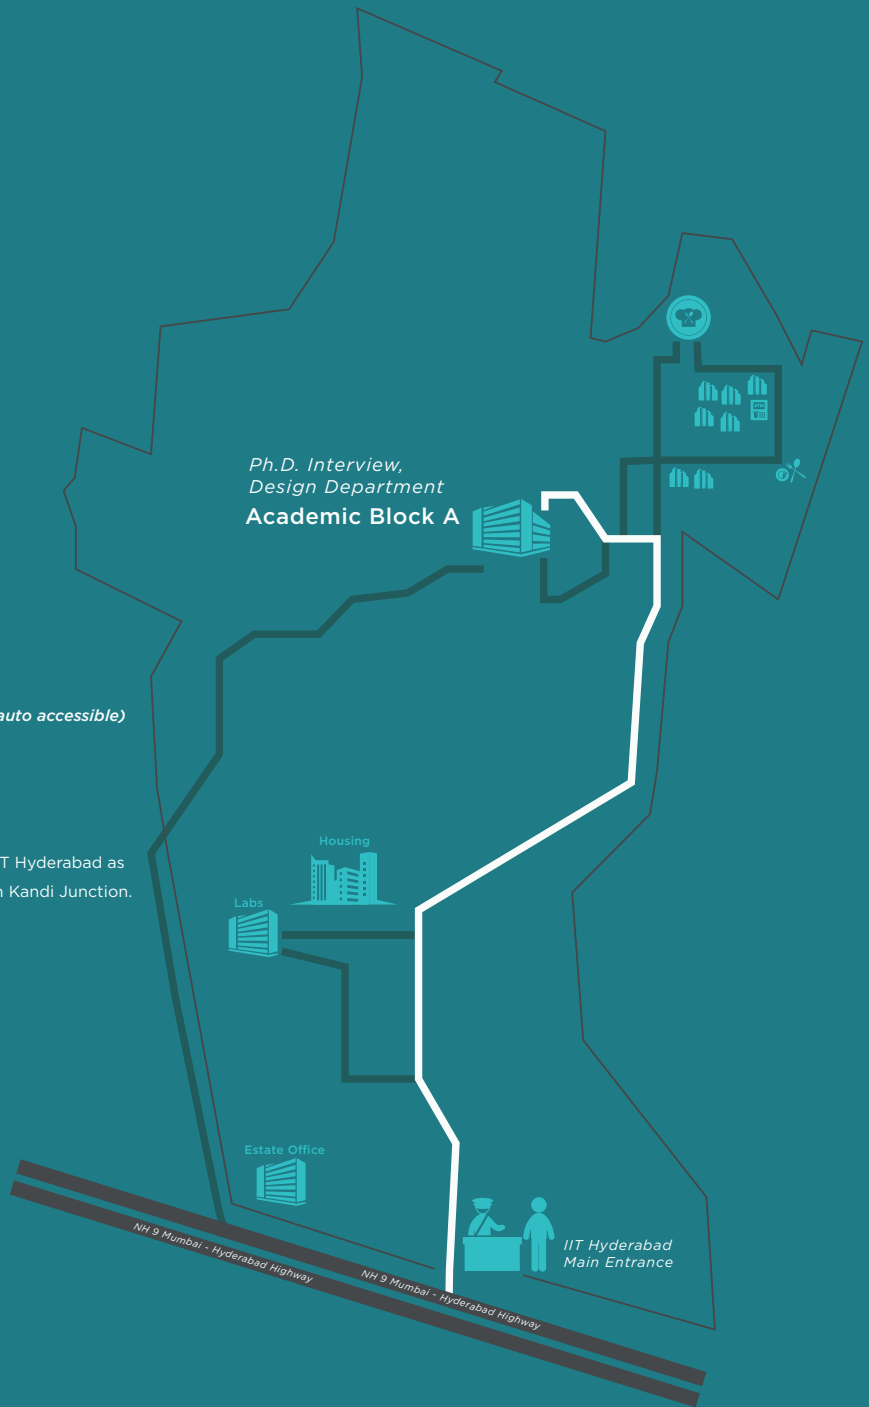 Ph.D. Interview,
Design Department
Academic Block A
auto accessible)
Housing
T Hyderabad as
n Kandi Junction.
Labs
Estate Office
NH 9 Mumbai - Hyderabad Highway
NH 9 Mumbai - Hyderabad Highway
IIT Hyderabad
Main Entrance